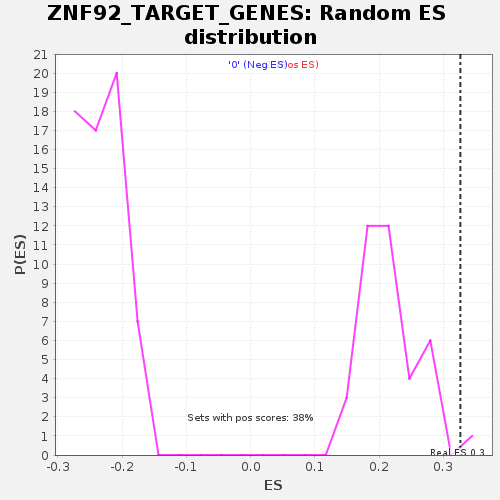 ZNF92_TARGET_GENES: Random ES
distribution
'0' (Neg ES)os ES)
21
20
19
18
17
16
15
14
13
12
11
10
9
8
7
6
5
4
3
2
1
0
P(ES)
Sets with pos scores: 38%
Real ES 0.3
-0.3 -0.2 -0.1 0.0 0.1 0.2 0.3
ES